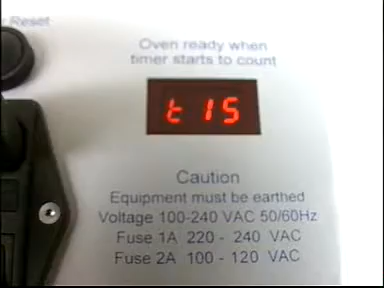 r Reset
Oven ready when
timer starts to count
t15
Caution
Equipment must be earthed
Voltage 100-240 VAC 50/60Hz
Fuse 1A 220 - 240 VAC
Fuse 2A 100 - 120 VAC